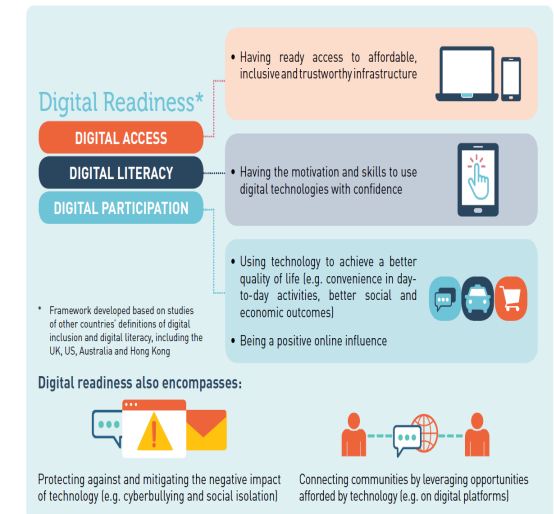 Digital Readiness*
DIGITAL ACCESS
DIGITAL LITERACY
DIGITAL PARTICIPATION
• Having ready access to affordable,
inclusive and trustworthy infrastructure
• Having the motivation and skills to use
digital technologies with confidence
• Using technology to achieve a better
quality of life (e.g. convenience in day-
to-day activities, better social and
economic outcomes)
• Being a positive online influence
* Framework developed based on studies
of other countries' definitions of digital
inclusion and digital literacy, including the
UK, US, Australia and Hong Kong
Digital readiness also encompasses:
Protecting against and mitigating the negative impact
of technology (e.g. cyberbullying and social isolation)
Connecting communities by leveraging opportunities
afforded by technology (e.g. on digital platforms)